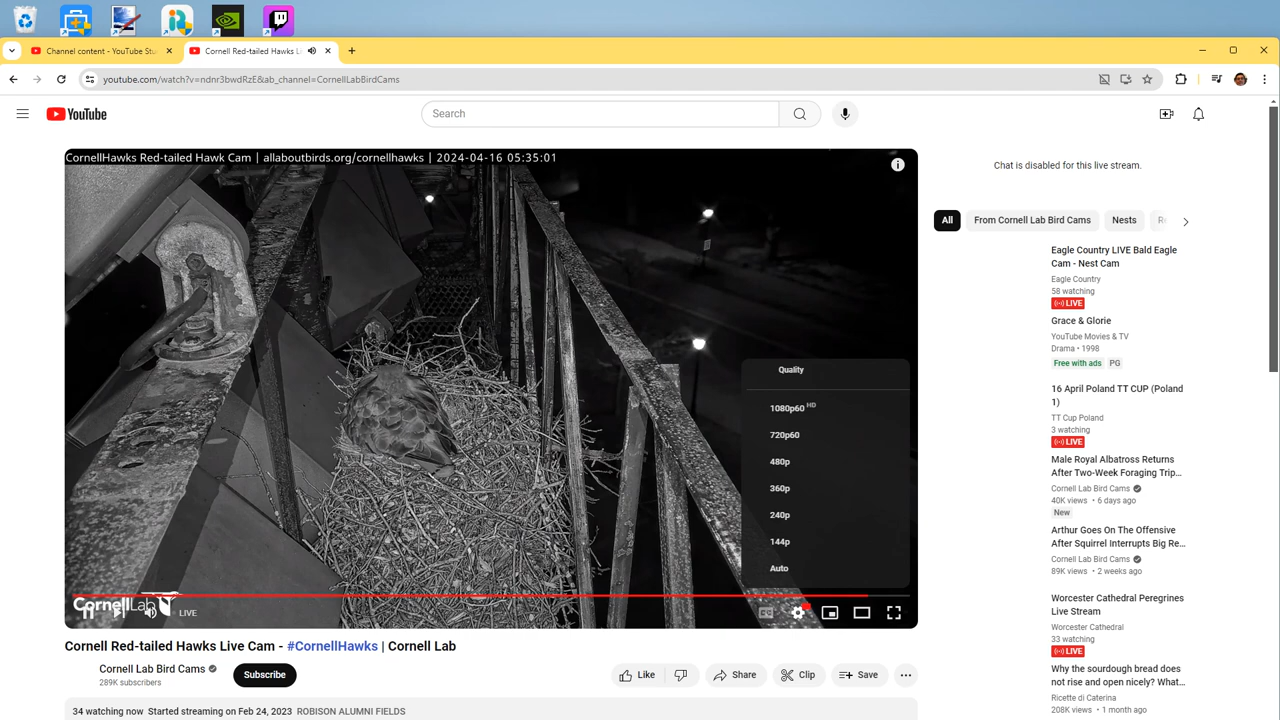 Channel content - YouTube Stu
Cornell Red-tailed Hawks Li
youtube.com/watch?v=ndnr3bwdRzE&ab_channel=CornellLabBirdCams
YouTube
Search
CornellHawks Red-tailed Hawk Cam | allaboutbirds.org/cornellhawks | 2024-04-16 05:35:01
Quality
1080p60 HD
720p60
480p
360p
240p
144p
Auto
CornellLab
LIVE
Cornell Red-tailed Hawks Live Cam - #CornellHawks | Cornell Lab
Cornell Lab Bird Cams
289K subscribers
Subscribe
Like
Share
Clip
Save
34 watching now Started streaming on Feb 24, 2023 ROBISON ALUMNI FIELDS
Chat is disabled for this live stream.
All
From Cornell Lab Bird Cams
Nests
Eagle Country LIVE Bald Eagle
Cam - Nest Cam
Eagle Country
58 watching
LIVE
Grace & Glorie
YouTube Movies & TV
Drama • 1998
Free with ads PG
16 April Poland TT CUP (Poland
1)
TT Cup Poland
3 watching
LIVE
Male Royal Albatross Returns
After Two-Week Foraging Trip…
Cornell Lab Bird Cams
40K views • 6 days ago
New
Arthur Goes On The Offensive
After Squirrel Interrupts Big Re…
Cornell Lab Bird Cams
89K views • 2 weeks ago
Worcester Cathedral Peregrines
Live Stream
Worcester Cathedral
33 watching
LIVE
Why the sourdough bread does
not rise and open nicely? What…
Ricette di Caterina
208K views • 1 month ago